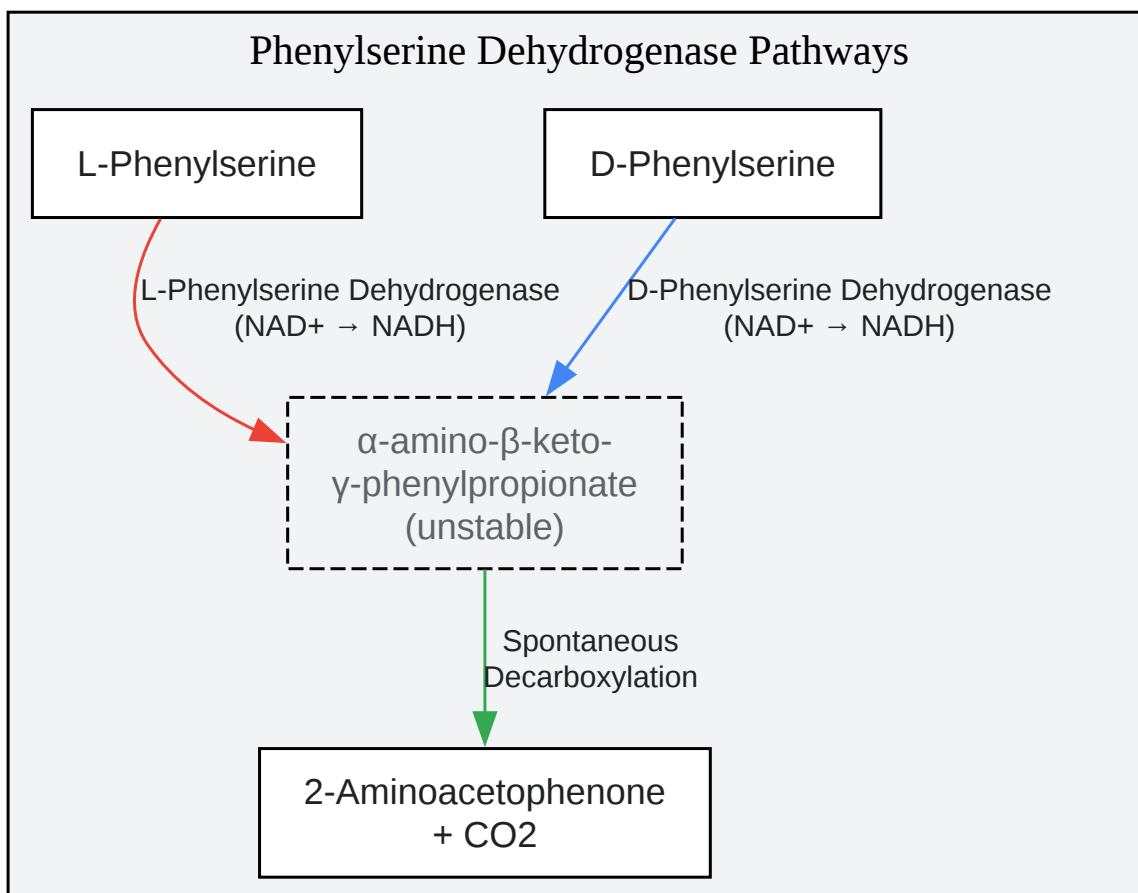 Phenylserine Dehydrogenase Pathways
L-Phenylserine
D-Phenylserine
L-Phenylserine Dehydrogenase
(NAD+ → NADH)
D-Phenylserine Dehydrogenase
(NAD+ → NADH)
α-amino-β-keto-
γ-phenylpropionate
(unstable)
Spontaneous
Decarboxylation
2-Aminoacetophenone
+ CO2